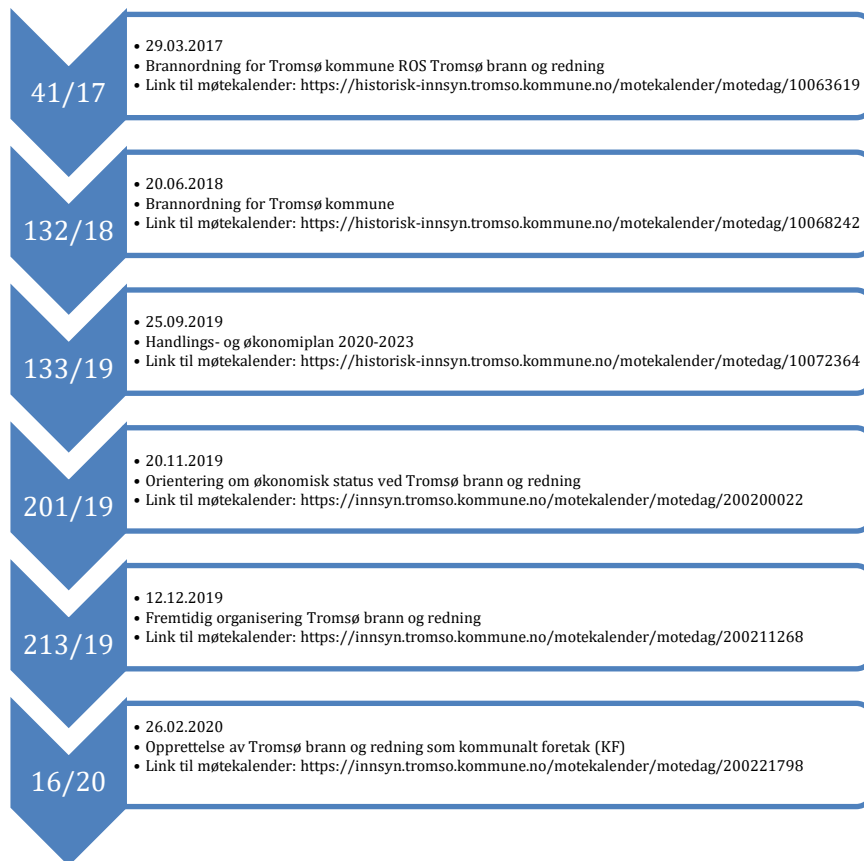 41/17
• 29.03.2017
• Brannordning for Tromsø kommune ROS Tromsø brann og redning
• Link til møtekalender: https://historisk-innsyn.tromso.kommune.no/motekalender/motedag/10063619
132/18
• 20.06.2018
• Brannordning for Tromsø kommune
• Link til møtekalender: https://historisk-innsyn.tromso.kommune.no/motekalender/motedag/10068242
133/19
• 25.09.2019
• Handlings- og økonomiplan 2020-2023
• Link til møtekalender: https://historisk-innsyn.tromso.kommune.no/motekalender/motedag/10072364
201/19
• 20.11.2019
• Orientering om økonomisk status ved Tromsø brann og redning
• Link til møtekalender: https://innsyn.tromso.kommune.no/motekalender/motedag/200200022
213/19
• 12.12.2019
• Fremtidig organisering Tromsø brann og redning
• Link til møtekalender: https://innsyn.tromso.kommune.no/motekalender/motedag/200211268
16/20
• 26.02.2020
• Opprettelse av Tromsø brann og redning som kommunalt foretak (KF)
• Link til møtekalender: https://innsyn.tromso.kommune.no/motekalender/motedag/200221798